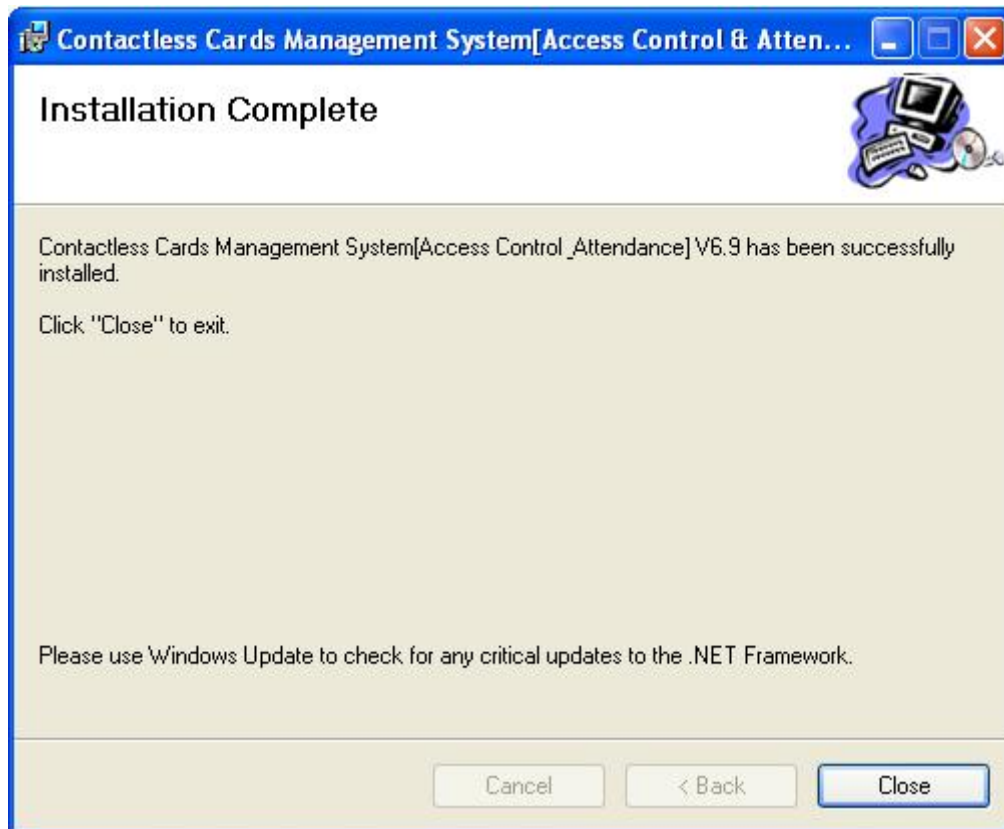 Contactless Cards Management System[Access Control & Atten...
Installation Complete
Contactless Cards Management System[Access Control _Attendance] V6.9 has been successfully
installed.
Click "Close" to exit.
Please use Windows Update to check for any critical updates to the .NET Framework.
Cancel
< Back
Close